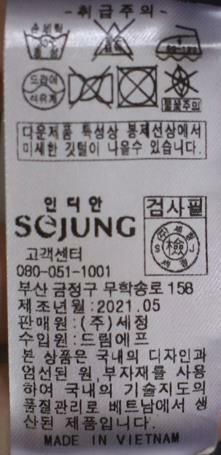 - 취급주의 -
손세탁
드라이
석유계
불꽃주의
다운제품 특성상 봉제선상에서
미세한 깃털이 나올수 있습니다.
인디안
SEJUNG
검사필
고객센터
080-051-1001
부산 금정구 무학송로 158
제조년월:2021.05
판매원:(주)세정
수입원:드림에프
본 상품은 국내의 디자인과
엄선된 원,부자재를 사용
하여 국내의 기술지도의
품질관리로 베트남에서 생
산된 제품입니다.
MADE IN VIETNAM